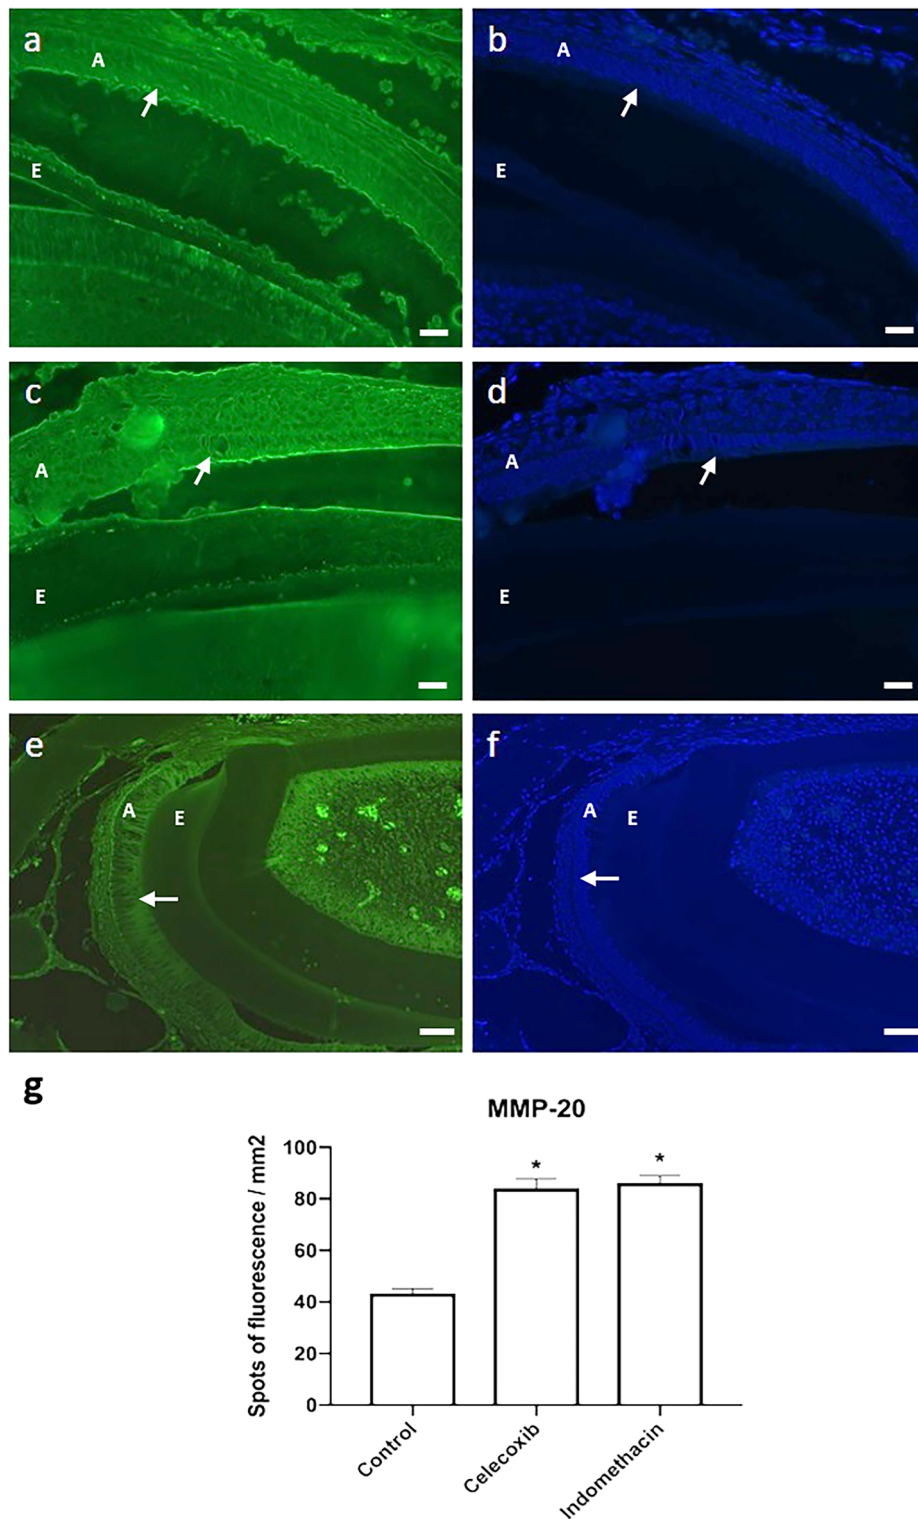 a
A
E
b
A
E
c
A
E
d
A
E
e
A
E
f
A
E
g
MMP-20
Spots of fluorescence / mm2
100
80
60
40
20
0
*
*
Control
Celecoxib
Indomethacin